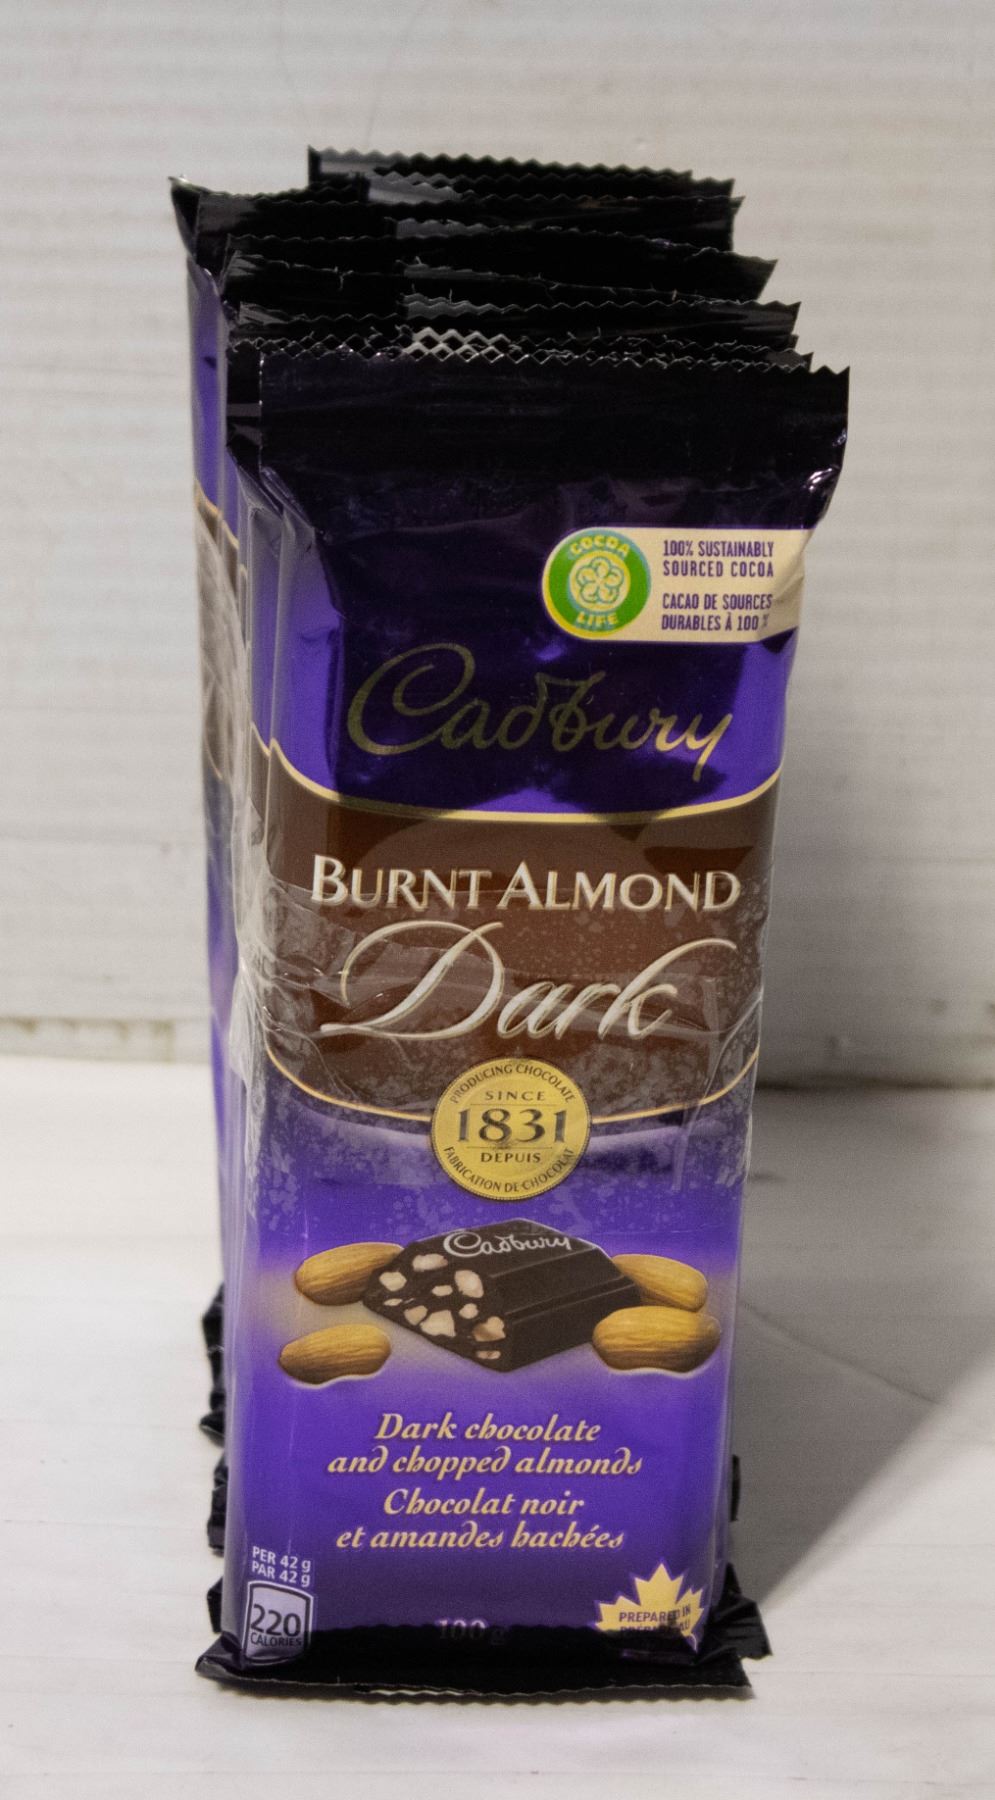 COCOA
LIFE
100% SUSTAINABLY
SOURCED COCOA
CACAO DE SOURCES
DURABLES À 100 %
Cadbury
BURNT ALMOND
Dark
PRODUCING CHOCOLATE
SINCE
1831
DEPUIS
FABRICATION DE CHOCOLAT
Cadbury
Dark chocolate
and chopped almonds
Chocolat noir
et amandes hachées
PER 42 g
PAR 42 g
220
CALORIES
100 g
PREPARED IN